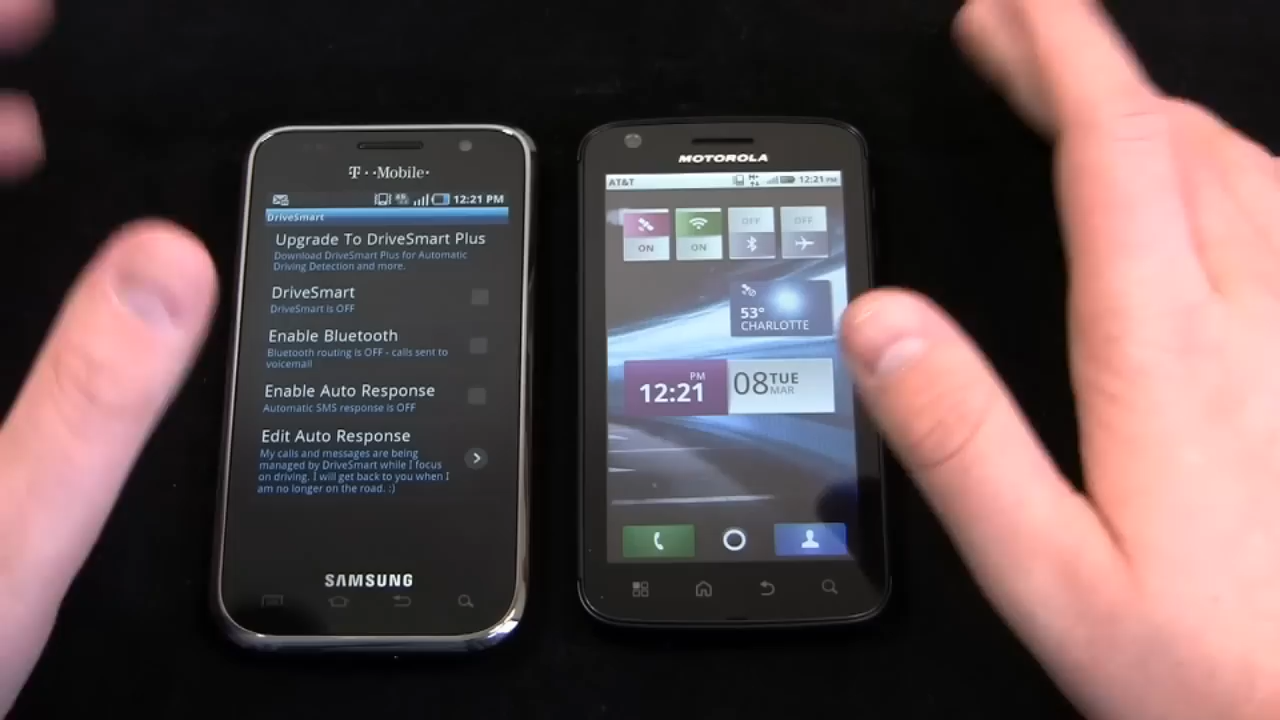 T··Mobile·
12:21 PM
DriveSmart
Upgrade To DriveSmart Plus
Download DriveSmart Plus for Automatic
Driving Detection and more.
DriveSmart
DriveSmart is OFF
Enable Bluetooth
Bluetooth routing is OFF - calls sent to
voicemail
Enable Auto Response
Automatic SMS response is OFF
Edit Auto Response
My calls and messages are being
managed by DriveSmart while I focus
on driving. I will get back to you when I
am no longer on the road. :)
SAMSUNG
MOTOROLA
AT&T
12:21 PM
ON
ON
OFF
OFF
53°
CHARLOTTE
12:21 PM
08 TUE
MAR